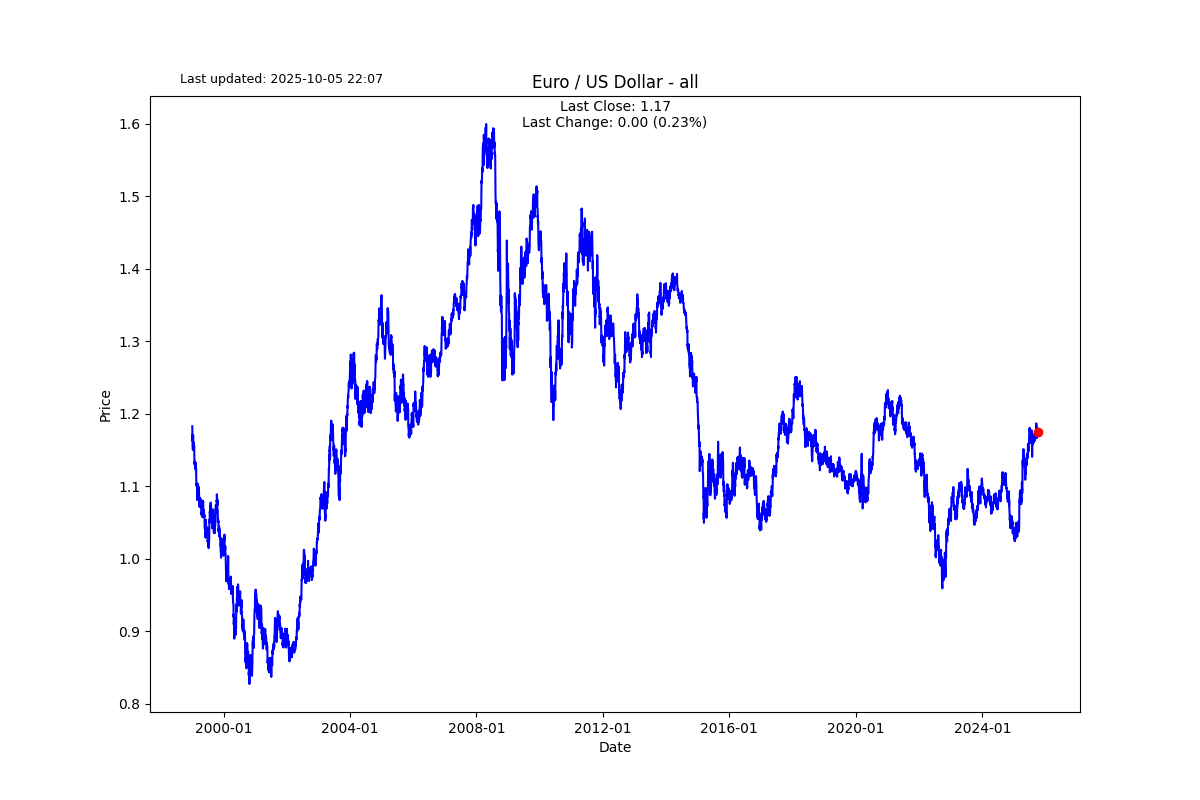 Last updated: 2025-10-05 22:07
Euro / US Dollar - all
Last Close: 1.17
Last Change: 0.00 (0.23%)
Price
1.6
1.5
1.4
1.3
1.2
1.1
1.0
0.9
0.8
2000-01 2004-01 2008-01 2012-01 2016-01 2020-01 2024-01
Date